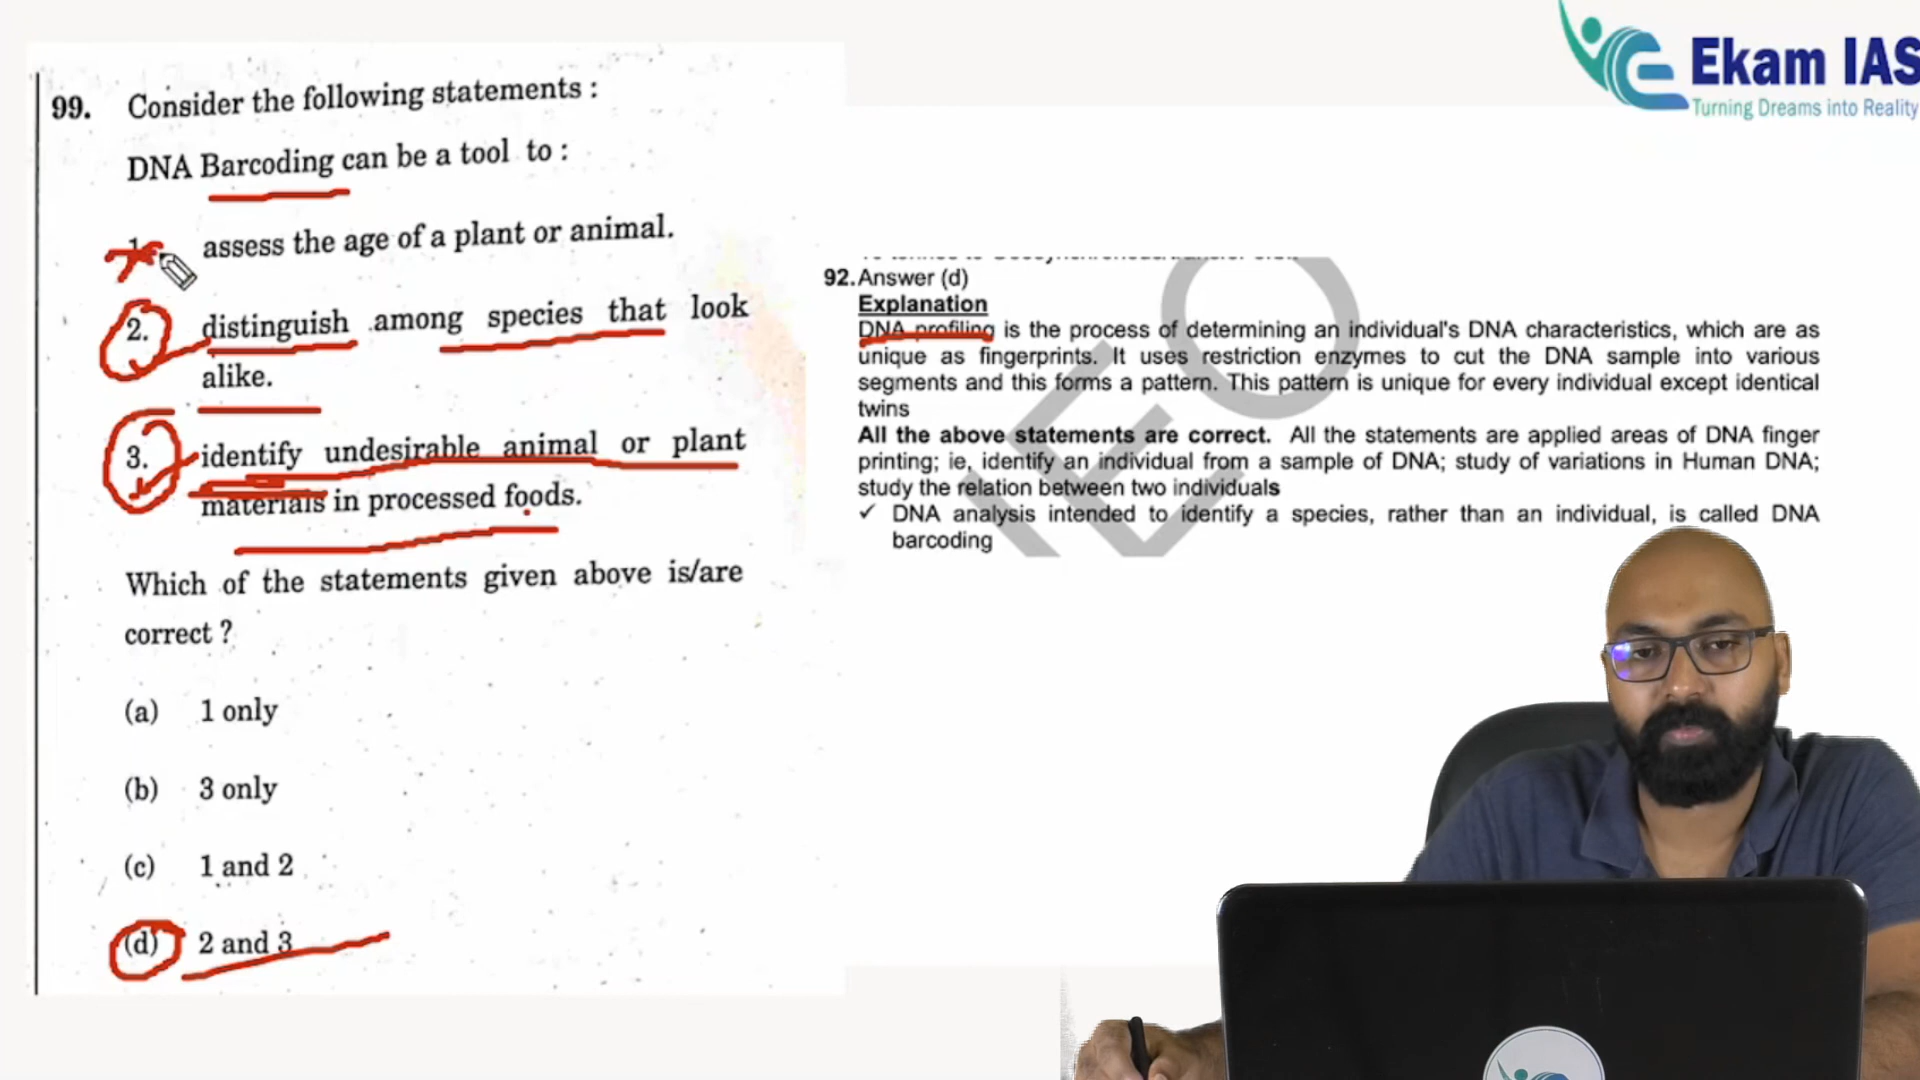 Ekam IAS
Turning Dreams into Reality
99. Consider the following statements :
DNA Barcoding can be a tool to :
1. assess the age of a plant or animal.
2. distinguish among species that look
alike.
3. identify undesirable animal or plant
materials in processed foods.
Which of the statements given above is/are
correct ?
(a) 1 only
(b) 3 only
(c) 1 and 2
(d) 2 and 3
92. Answer (d)
Explanation
DNA profiling is the process of determining an individual's DNA characteristics, which are as
unique as fingerprints. It uses restriction enzymes to cut the DNA sample into various
segments and this forms a pattern. This pattern is unique for every individual except identical
twins
All the above statements are correct. All the statements are applied areas of DNA finger
printing; ie, identify an individual from a sample of DNA; study of variations in Human DNA;
study the relation between two individuals
✓ DNA analysis intended to identify a species, rather than an individual, is called DNA
barcoding